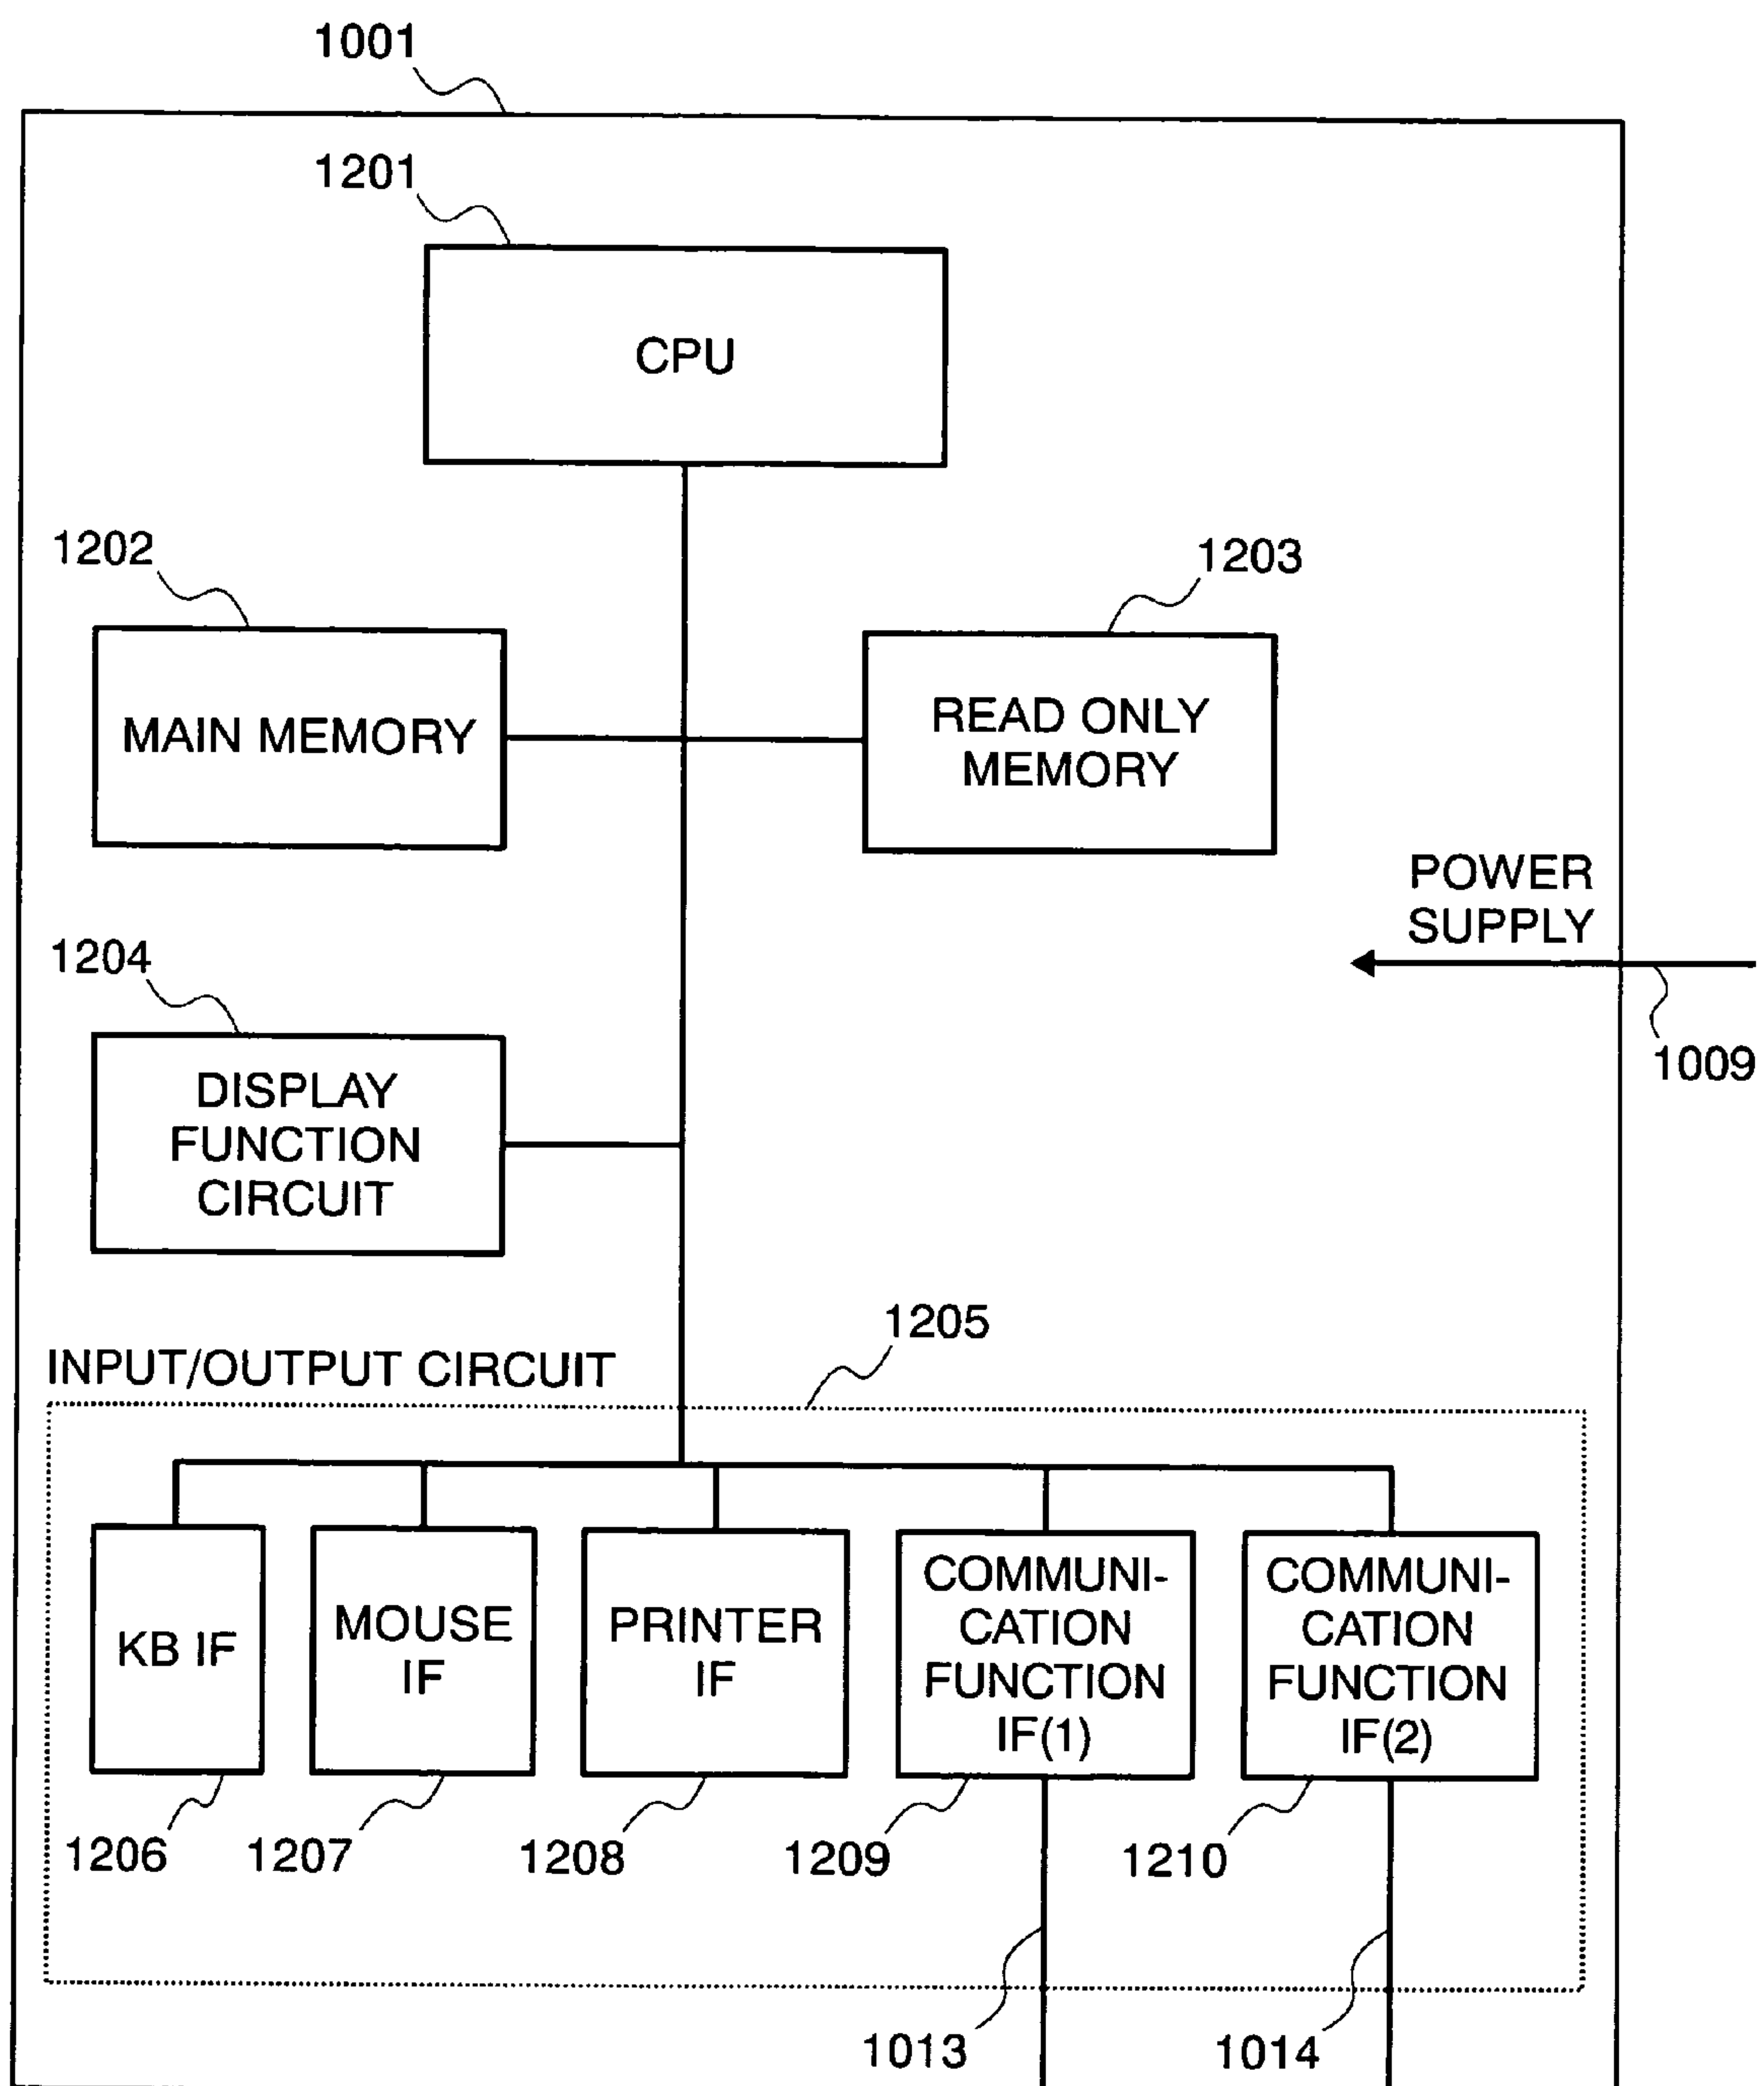 1001
1201
CPU
1202
1203
MAIN MEMORY
READ ONLY
MEMORY
POWER
SUPPLY
1009
1204
DISPLAY
FUNCTION
CIRCUIT
1205
INPUT/OUTPUT CIRCUIT
KB IF
MOUSE
IF
PRINTER
IF
COMMUNI-
CATION
FUNCTION
IF(1)
COMMUNI-
CATION
FUNCTION
IF(2)
1206
1207
1208
1209
1210
1013
1014